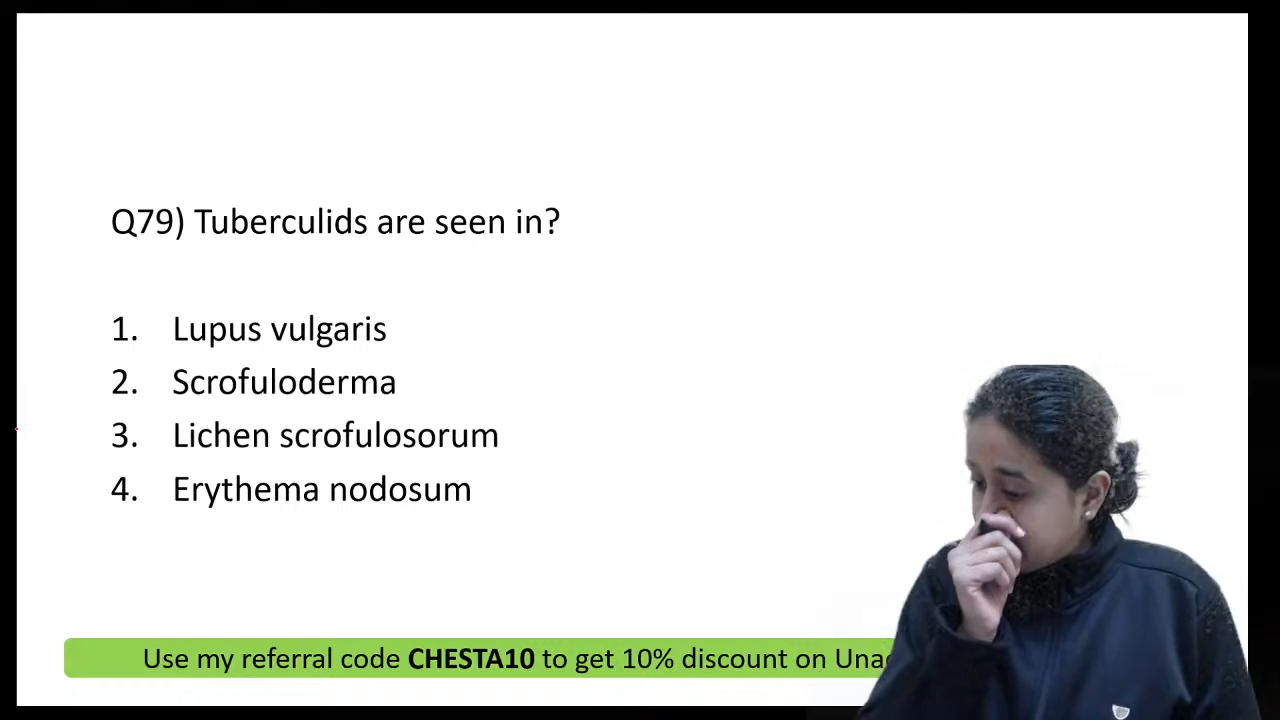 Q79) Tuberculids are seen in?
1. Lupus vulgaris
2. Scrofuloderma
3. Lichen scrofulosorum
4. Erythema nodosum
Use my referral code CHESTA10 to get 10% discount on